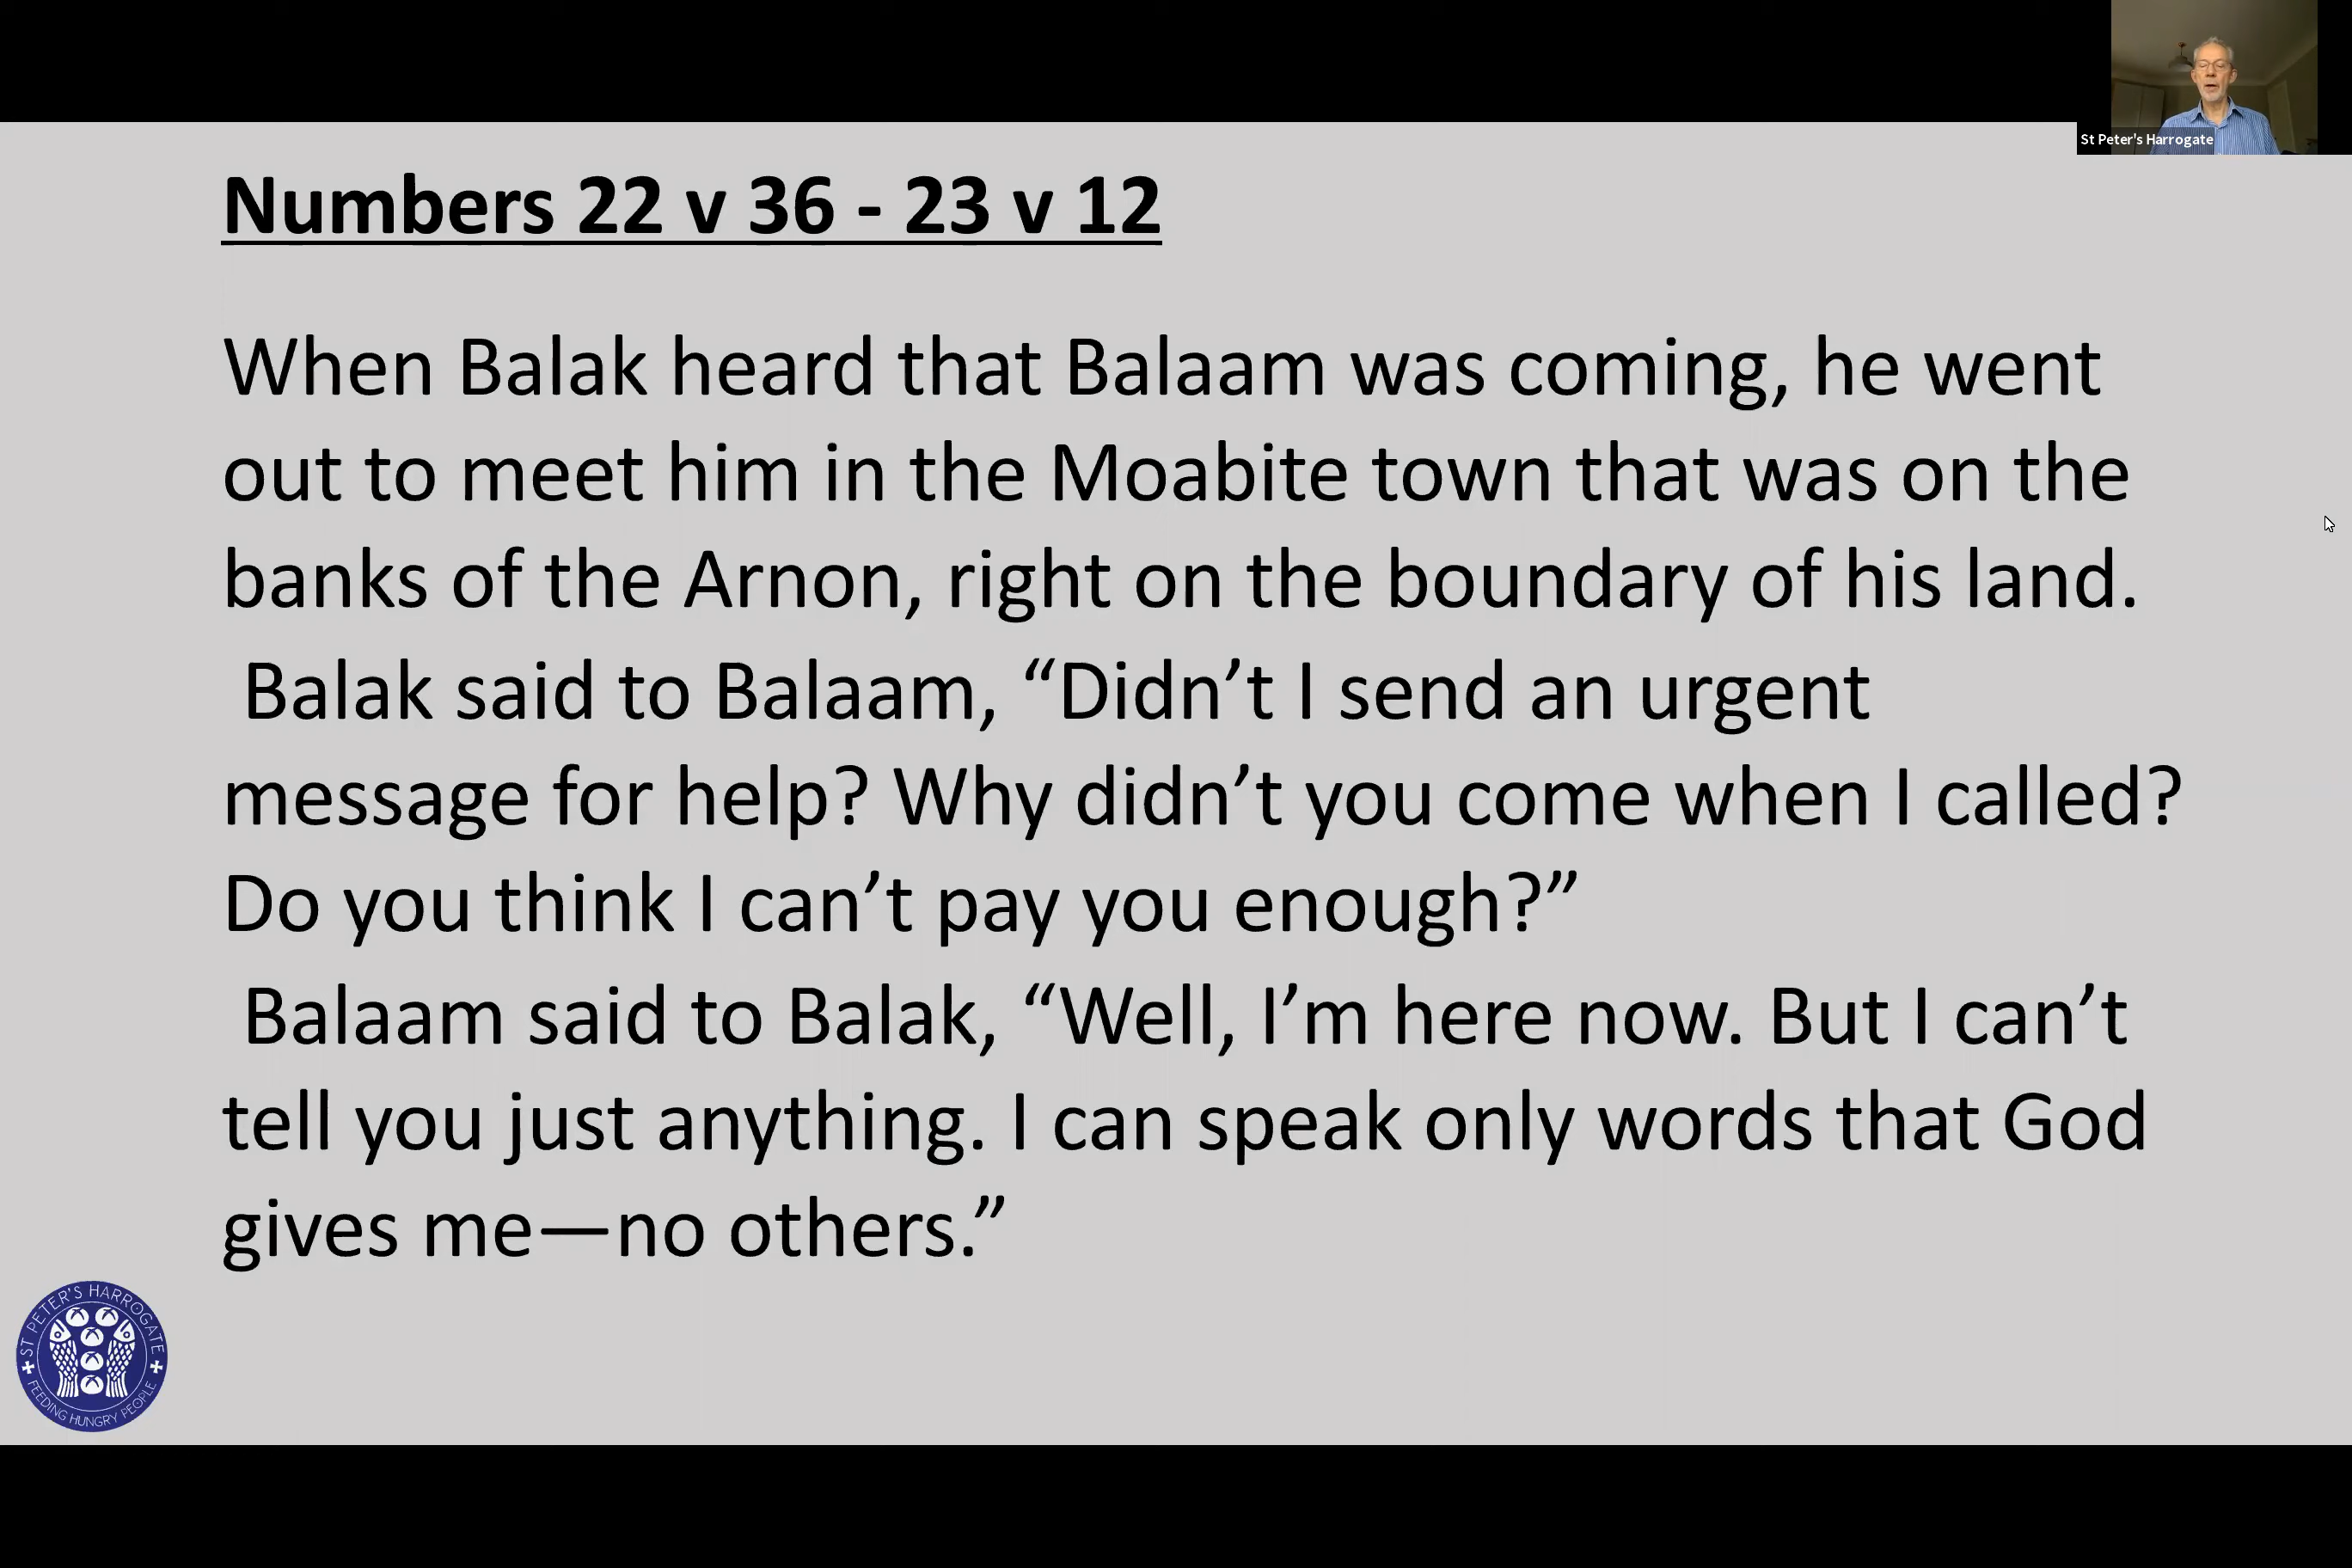 St Peter's Harrogate
Numbers 22 v 36 - 23 v 12
When Balak heard that Balaam was coming, he went
out to meet him in the Moabite town that was on the
banks of the Arnon, right on the boundary of his land.
Balak said to Balaam, “Didn’t I send an urgent
message for help? Why didn’t you come when I called?
Do you think I can’t pay you enough?”
Balaam said to Balak, “Well, I’m here now. But I can’t
tell you just anything. I can speak only words that God
gives me—no others.”
ST PETER'S HARROGATE
FEEDING HUNGRY PEOPLE